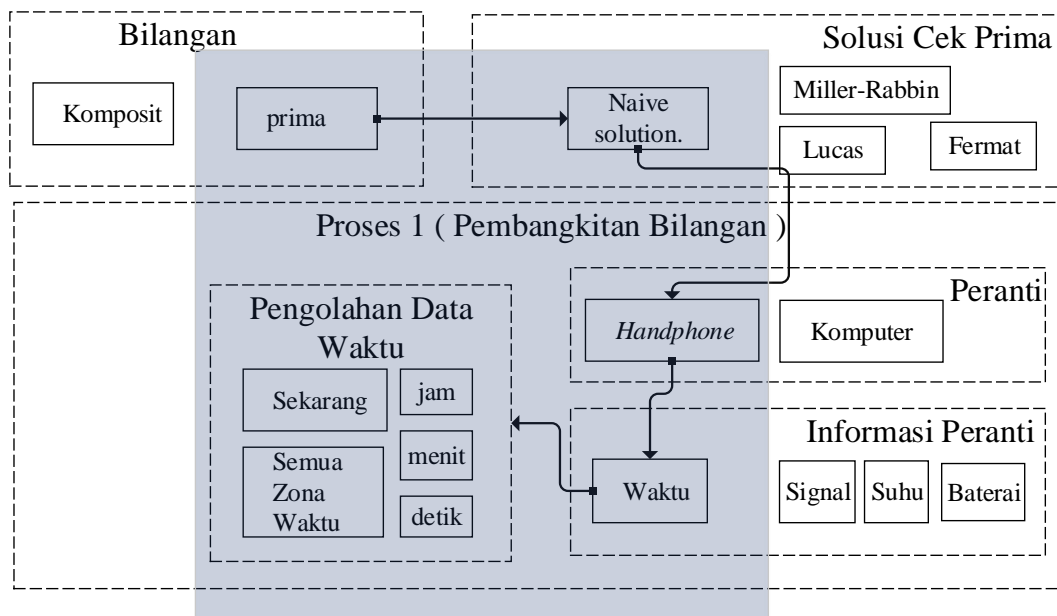 Bilangan
Komposit
prima
Solusi Cek Prima
Naive
solution.
Miller-Rabbin
Lucas
Fermat
Proses 1 ( Pembangkitan Bilangan )
Pengolahan Data
Waktu
Sekarang
jam
Semua
Zona
Waktu
menit
detik
Peranti
Handphone
Komputer
Informasi Peranti
Waktu
Signal
Suhu
Baterai